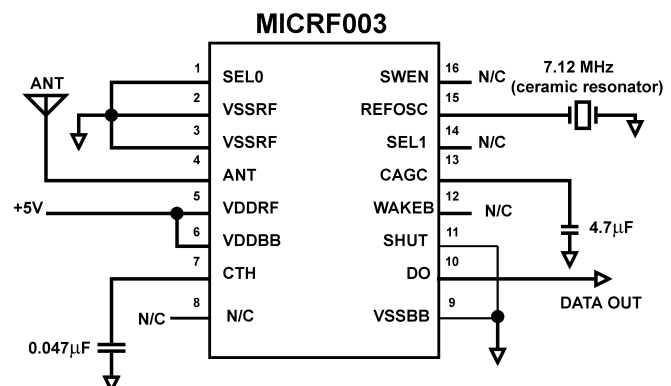 MICRF003
ANT
1 SEL0
2 VSSRF
3 VSSRF
4 ANT
+5V
5 VDDRF
6 VDDBB
7 CTH
8 N/C
N/C
0.047µF
SWEN 16 N/C
REFOSC 15
7.12 MHz
(ceramic resonator)
SEL1 14 N/C
CAGC 13
4.7µF
WAKEB 12 N/C
SHUT 11
DO 10
DATA OUT
VSSBB 9